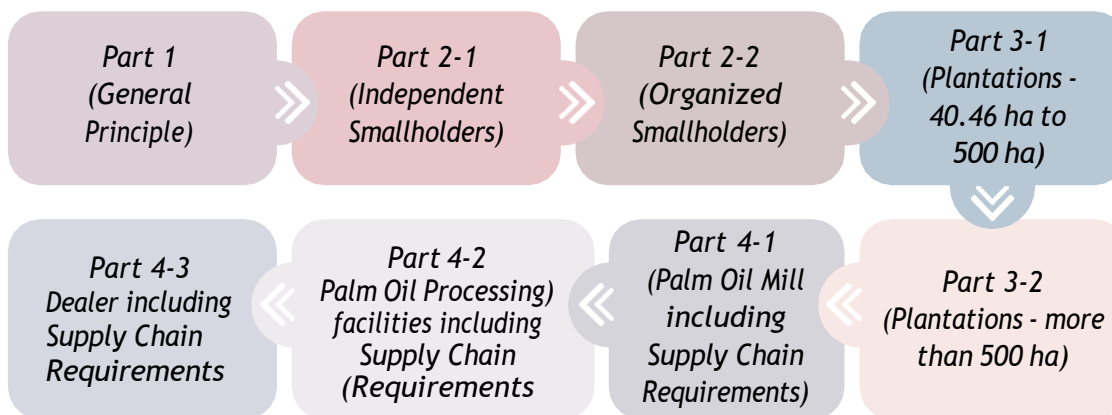 Part 1
(General
Principle)
Part 2-1
(Independent
Smallholders)
Part 2-2
(Organized
Smallholders)
Part 3-1
(Plantations -
40.46 ha to
500 ha)
Part 3-2
(Plantations - more
than 500 ha)
Part 4-1
(Palm Oil Mill
including
Supply Chain
Requirements)
Part 4-2
Palm Oil Processing)
facilities including
Supply Chain
(Requirements
Part 4-3
Dealer including
Supply Chain
Requirements